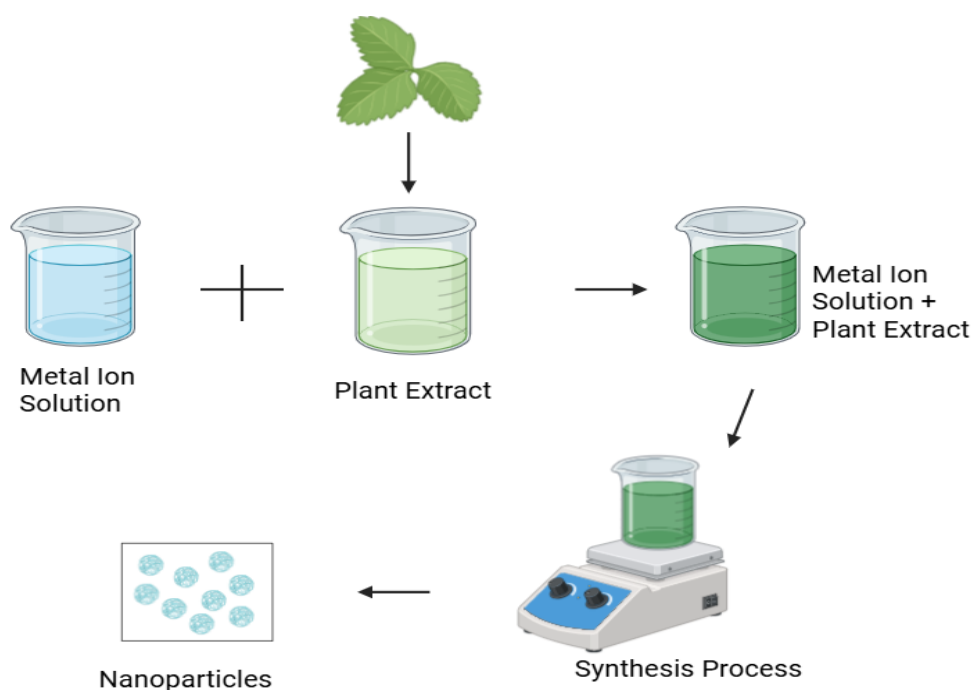 Metal Ion
Solution
Plant Extract
Metal Ion
Solution +
Plant Extract
Synthesis Process
Nanoparticles